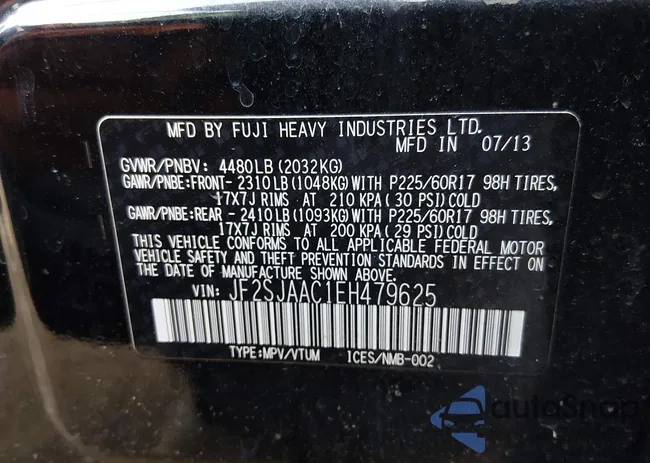 MFD BY FUJI HEAVY INDUSTRIES LTD.
MFD IN 07/13
GVWR/PNBV: 4480LB (2032KG)
GAWR/PNBE:FRONT- 2310LB (1048KG) WITH P225/60R17 98H TIRES,
17X7J RIMS AT 210 KPA ( 30 PSI) COLD
GAWR/PNBE:REAR - 2410LB (1093KG) WITH P225/60R17 98H TIRES,
17X7J RIMS AT 200 KPA ( 29 PSI) COLD
THIS VEHICLE CONFORMS TO ALL APPLICABLE FEDERAL MOTOR
VEHICLE SAFETY AND THEFT PREVENTION STANDARDS IN EFFECT ON
THE DATE OF MANUFACTURE SHOWN ABOVE.
VIN: JF2SJAAC1EH479625
TYPE:MPV/VTUM ICES/NMB-002
autoSnap